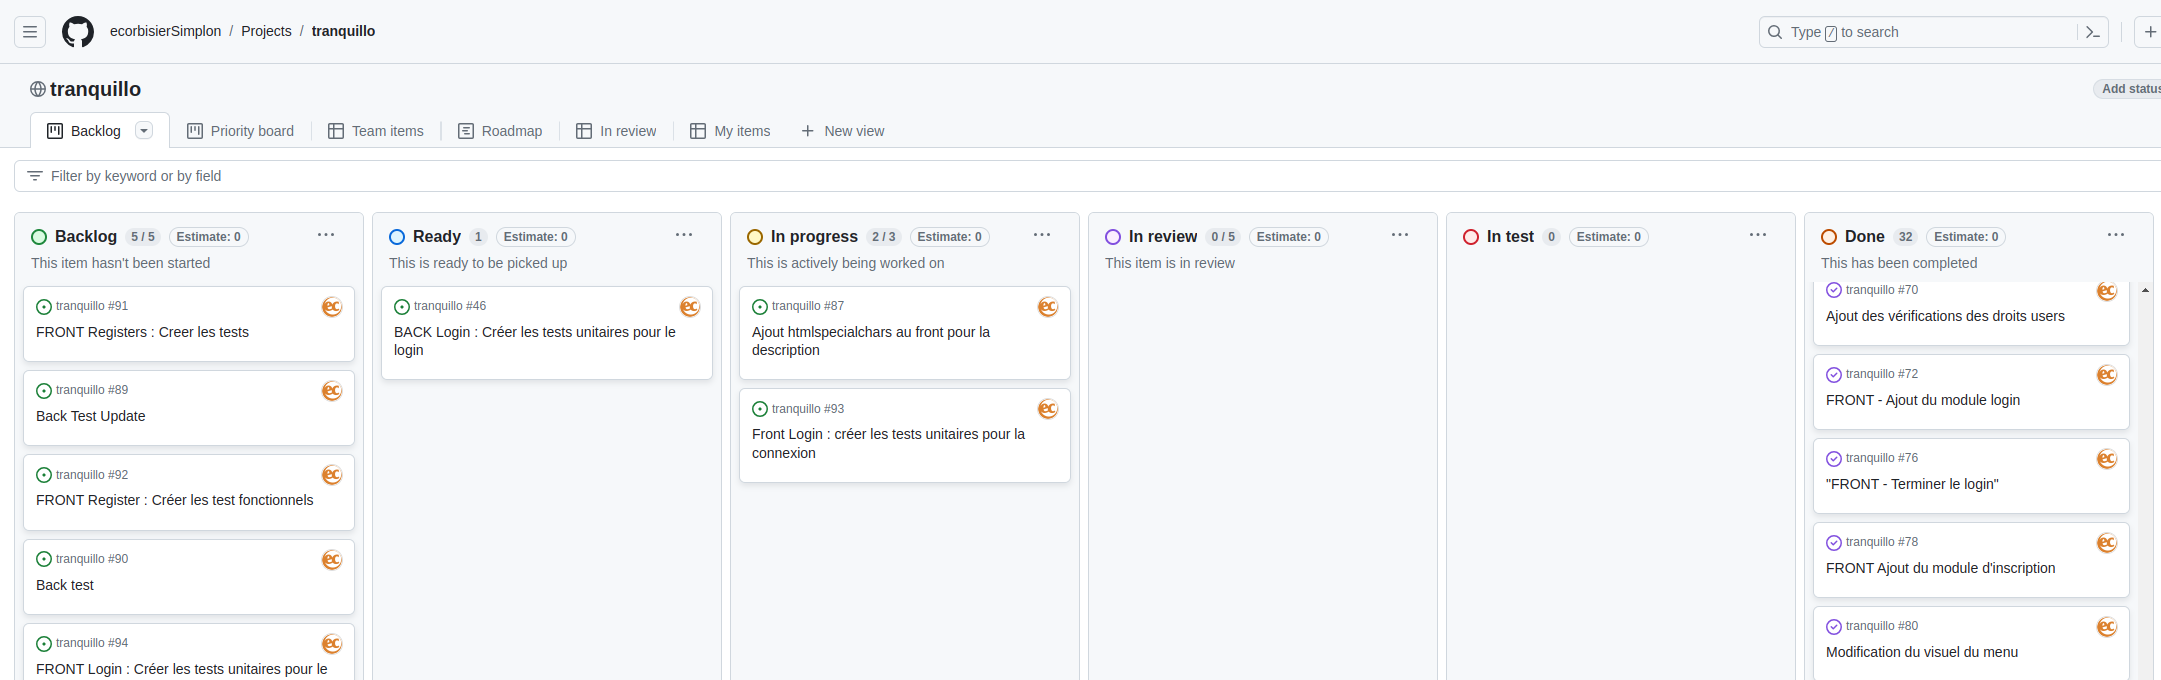 ecorbisierSimplon / Projects / tranquillo
Type / to search
tranquillo
Add status
Backlog
Priority board
Team items
Roadmap
In review
My items
New view
Filter by keyword or by field
Backlog 5 / 5 Estimate: 0
This item hasn't been started
tranquillo #91
FRONT Registers : Creer les tests
tranquillo #89
Back Test Update
tranquillo #92
FRONT Register : Créer les test fonctionnels
tranquillo #90
Back test
tranquillo #94
FRONT Login : Créer les tests unitaires pour le
Ready 1 Estimate: 0
This is ready to be picked up
tranquillo #46
BACK Login : Créer les tests unitaires pour le
login
In progress 2 / 3 Estimate: 0
This is actively being worked on
tranquillo #87
Ajout htmlspecialchars au front pour la
description
tranquillo #93
Front Login : créer les tests unitaires pour la
connexion
In review 0 / 5 Estimate: 0
This item is in review
In test 0 Estimate: 0
Done 32 Estimate: 0
This has been completed
tranquillo #70
Ajout des vérifications des droits users
tranquillo #72
FRONT - Ajout du module login
tranquillo #76
"FRONT - Terminer le login"
tranquillo #78
FRONT Ajout du module d'inscription
tranquillo #80
Modification du visuel du menu